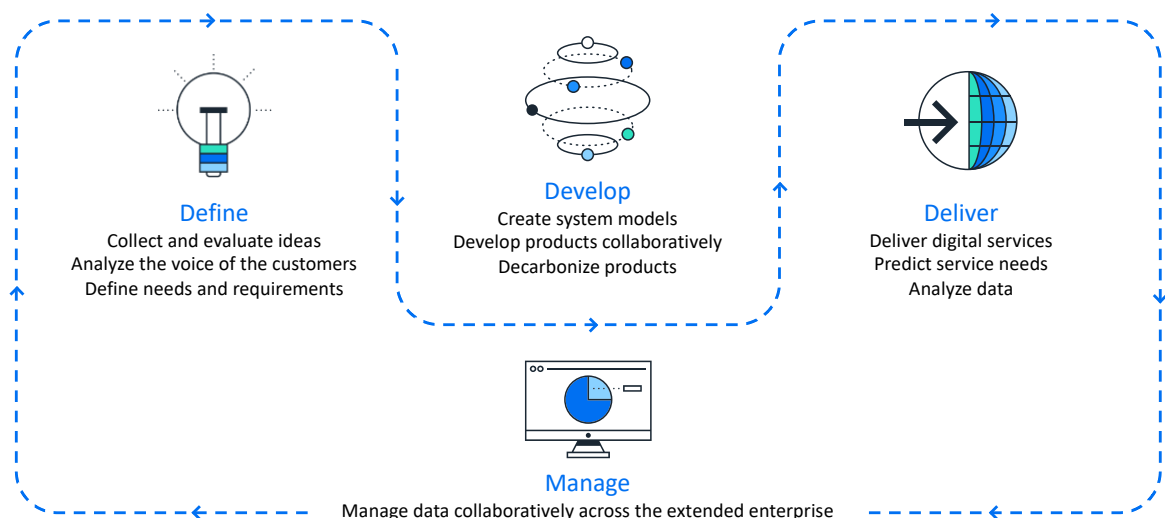 Define
Collect and evaluate ideas
Analyze the voice of the customers
Define needs and requirements
Develop
Create system models
Develop products collaboratively
Decarbonize products
Deliver
Deliver digital services
Predict service needs
Analyze data
Manage
Manage data collaboratively across the extended enterprise